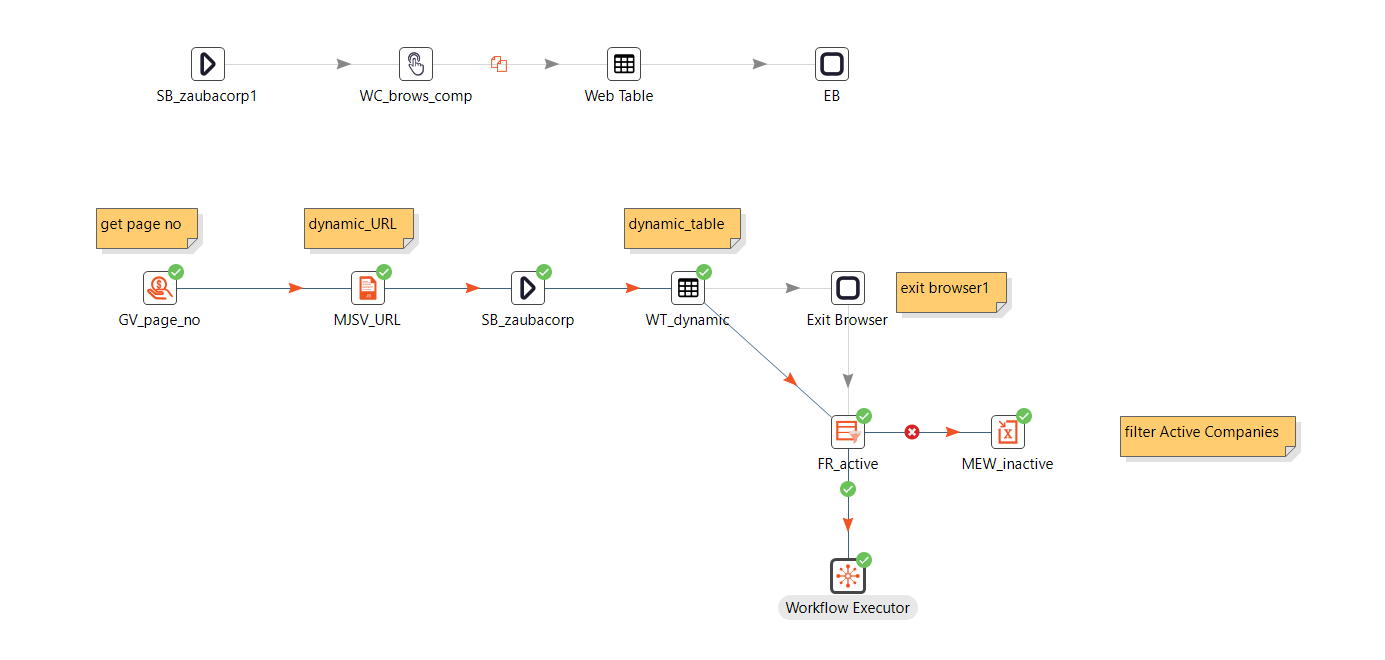 SB_zaubacorp1
WC_brows_comp
Web Table
EB
get page no
dynamic_URL
dynamic_table
exit browser1
GV_page_no
MJSV_URL
SB_zaubacorp
WT_dynamic
Exit Browser
filter Active Companies
FR_active
MEW_inactive
Workflow Executor